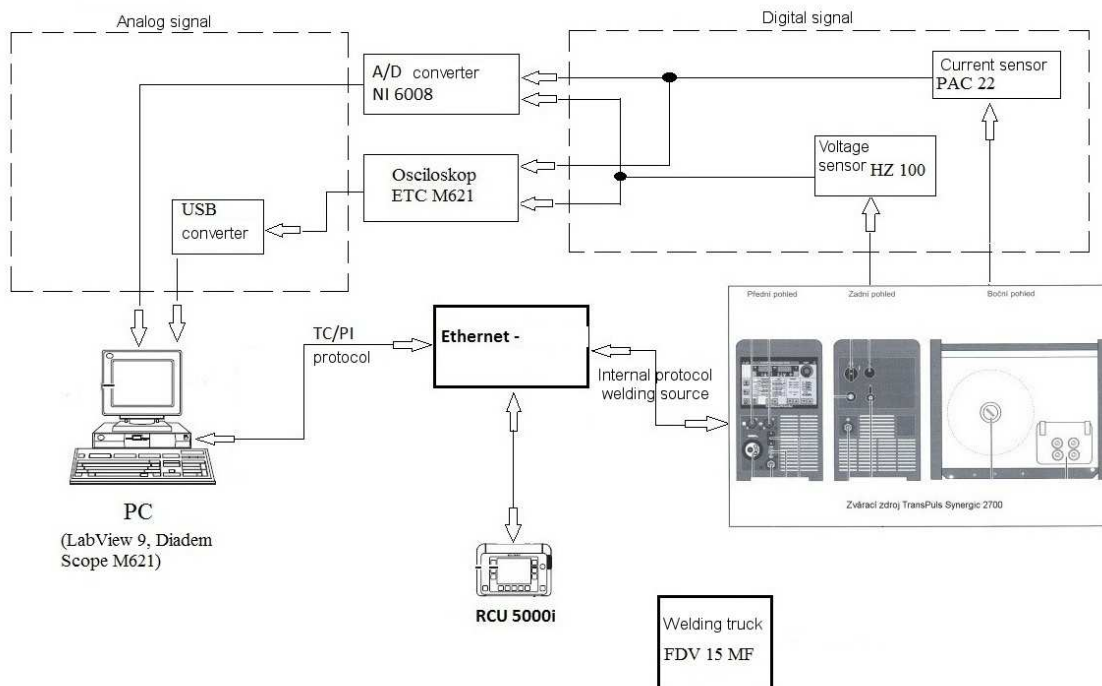 Analog signal
Digital signal
A/D converter
NI 6008
Current sensor
PAC 22
Voltage
sensor HZ 100
Osciloskop
ETC M621
USB
converter
Přední pohled
Zadní pohled
Boční pohled
TC/PI
protocol
Ethernet -
Internal protocol
welding source
Zvárací zdroj TransPuls Synergic 2700
PC
(LabView 9, Diadem
Scope M621)
RCU 5000i
Welding truck
FDV 15 MF